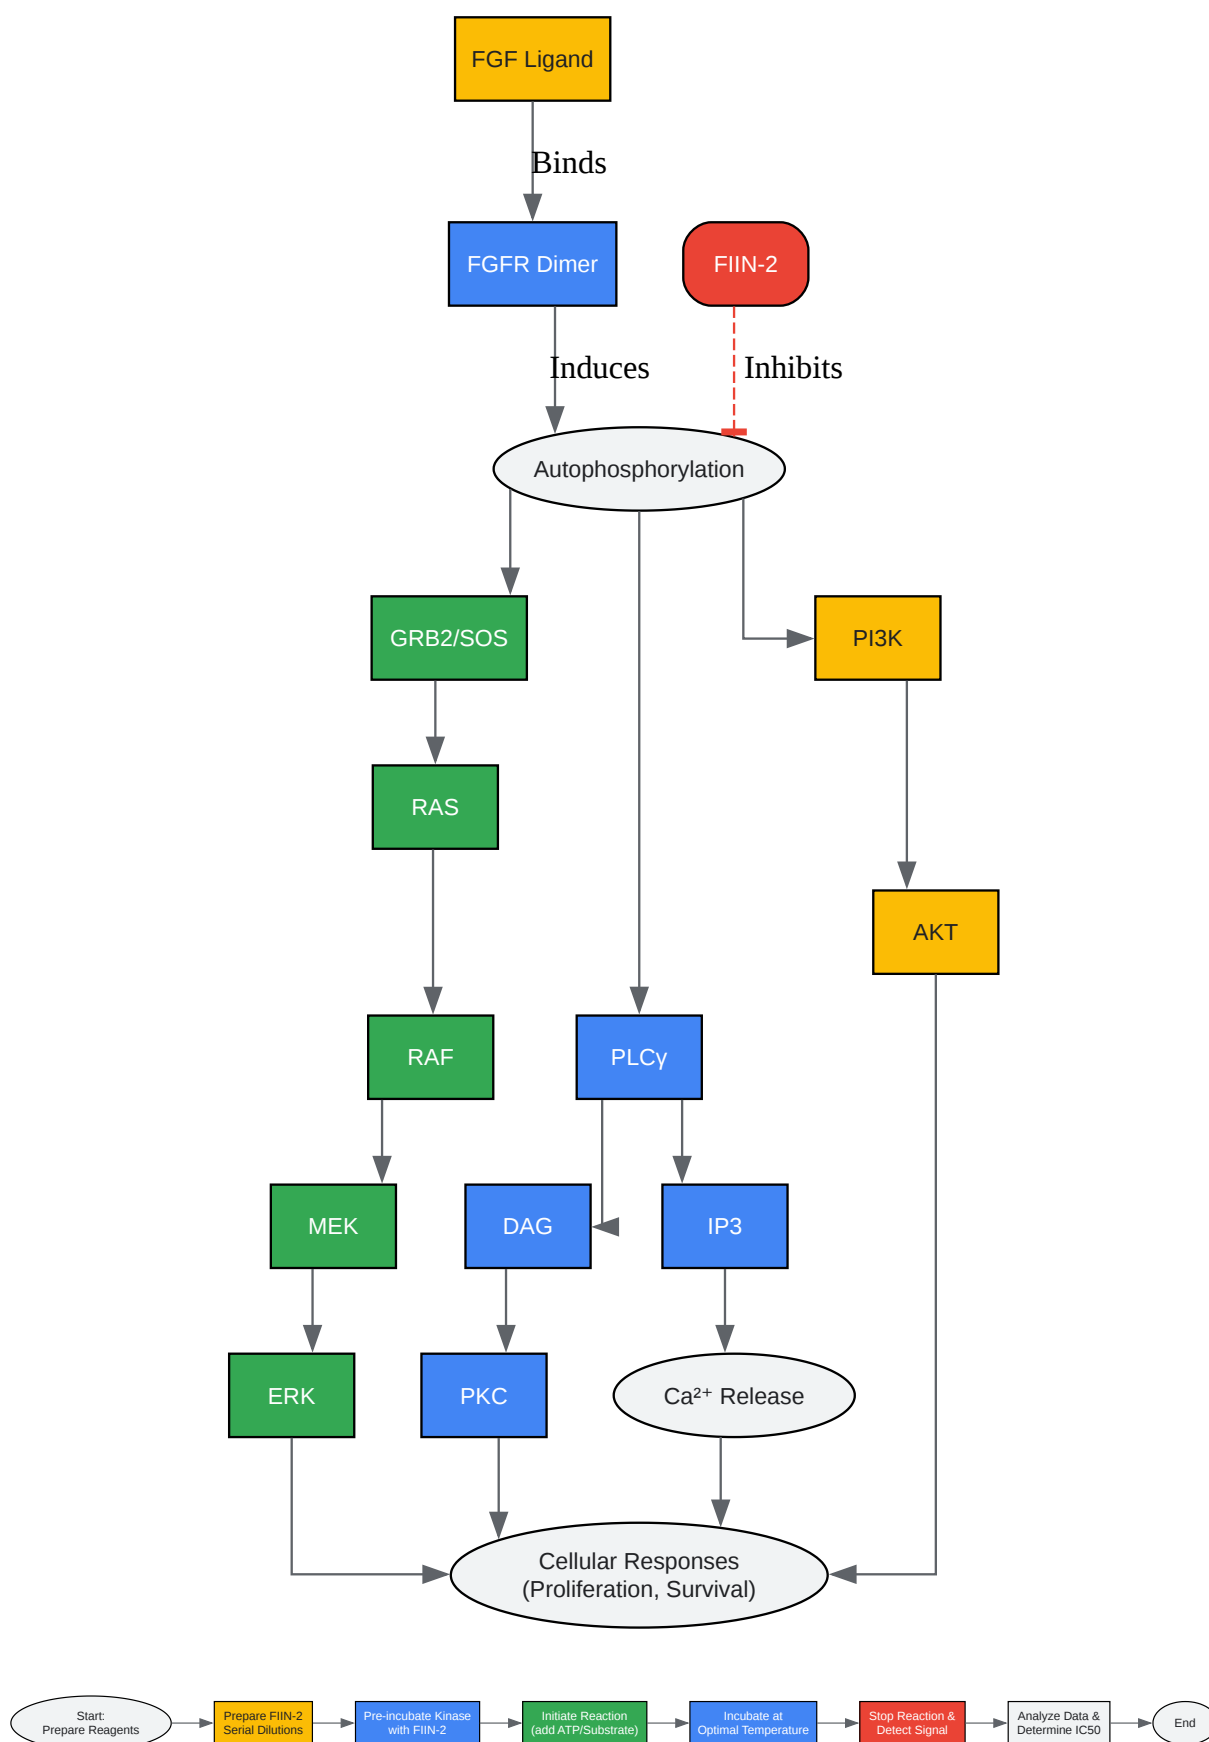 FGF Ligand
Binds
FGFR Dimer
FIIN-2
Induces
Inhibits
Autophosphorylation
GRB2/SOS
PI3K
RAS
AKT
RAF
PLCγ
MEK
DAG
IP3
ERK
PKC
Ca²⁺ Release
Cellular Responses
(Proliferation, Survival)
Start:
Prepare Reagents
Prepare FIIN-2
Serial Dilutions
Pre-incubate Kinase
with FIIN-2
Initiate Reaction
(add ATP/Substrate)
Incubate at
Optimal Temperature
Stop Reaction &
Detect Signal
Analyze Data &
Determine IC50
End